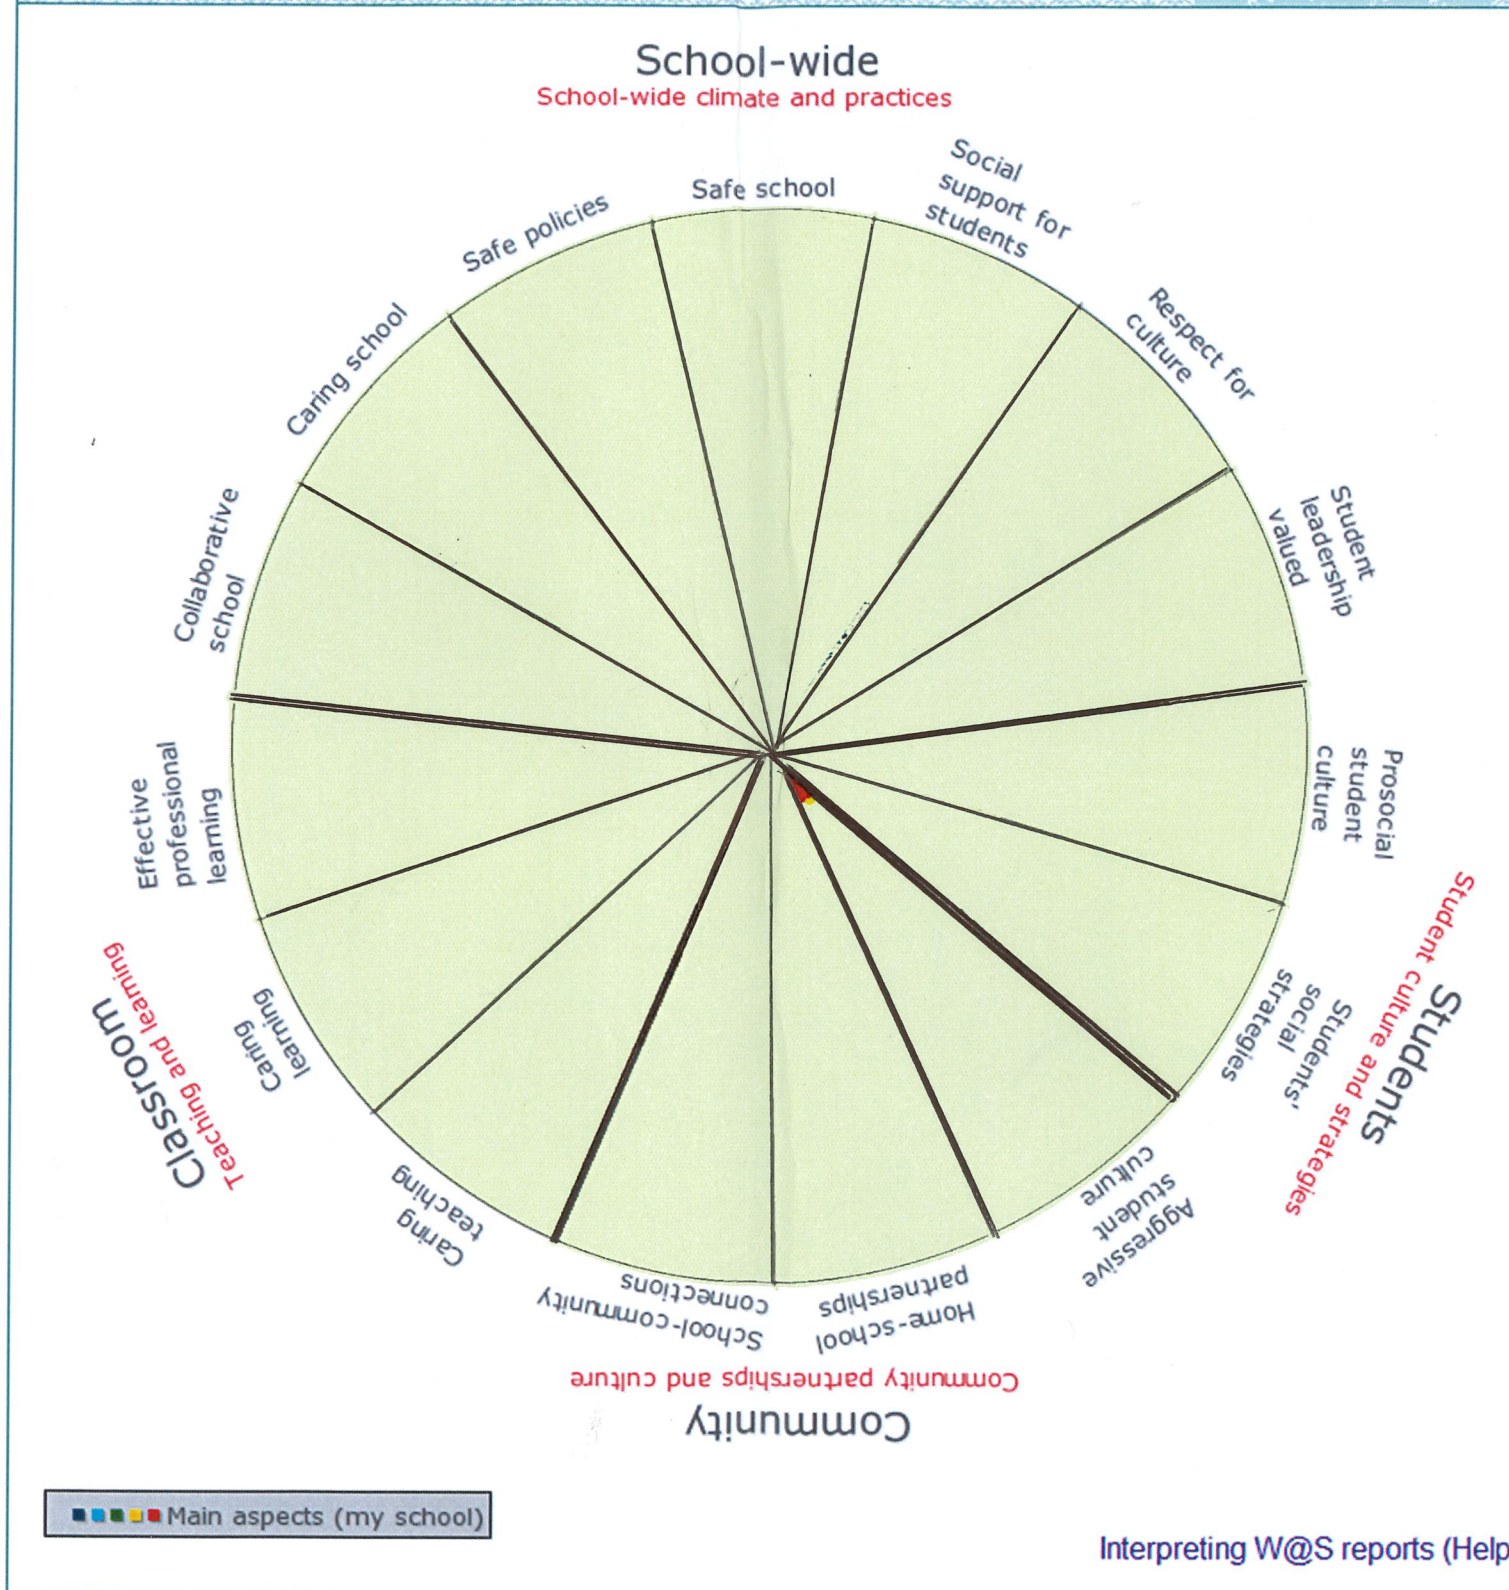 School-wide
School-wide climate and practices
Safe school
Social
support for
students
Respect for
culture
Student
leadership
valued
Prosocial
student
culture
Students'
social
strategies
Students
Student culture and strategies
Aggressive
student
culture
Home-school
partnerships
School-community
connections
Community
Community partnerships and culture
Caring
teaching
Caring
learning
Classroom
Teaching and learning
Effective
professional
learning
Collaborative
school
Caring school
Safe policies
Main aspects (my school)
Interpreting W@S reports (Help